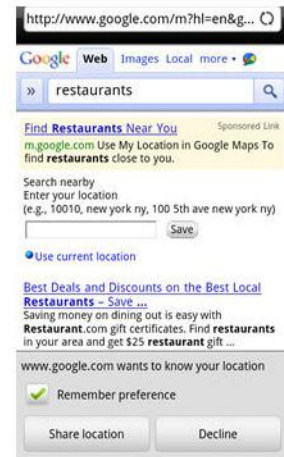 http://www.google.com/m?hl=en&g...
Google Web Images Local more
» restaurants
Find Restaurants Near You Sponsored Link
m.google.com Use My Location in Google Maps To
find restaurants close to you.
Search nearby
Enter your location
(e.g., 10010, new york ny, 100 5th ave new york ny)
Save
Use current location
Best Deals and Discounts on the Best Local
Restaurants – Save ...
Saving money on dining out is easy with
Restaurant.com gift certificates. Find restaurants
in your area and get $25 restaurant gift ...
www.google.com wants to know your location
Remember preference
Share location Decline